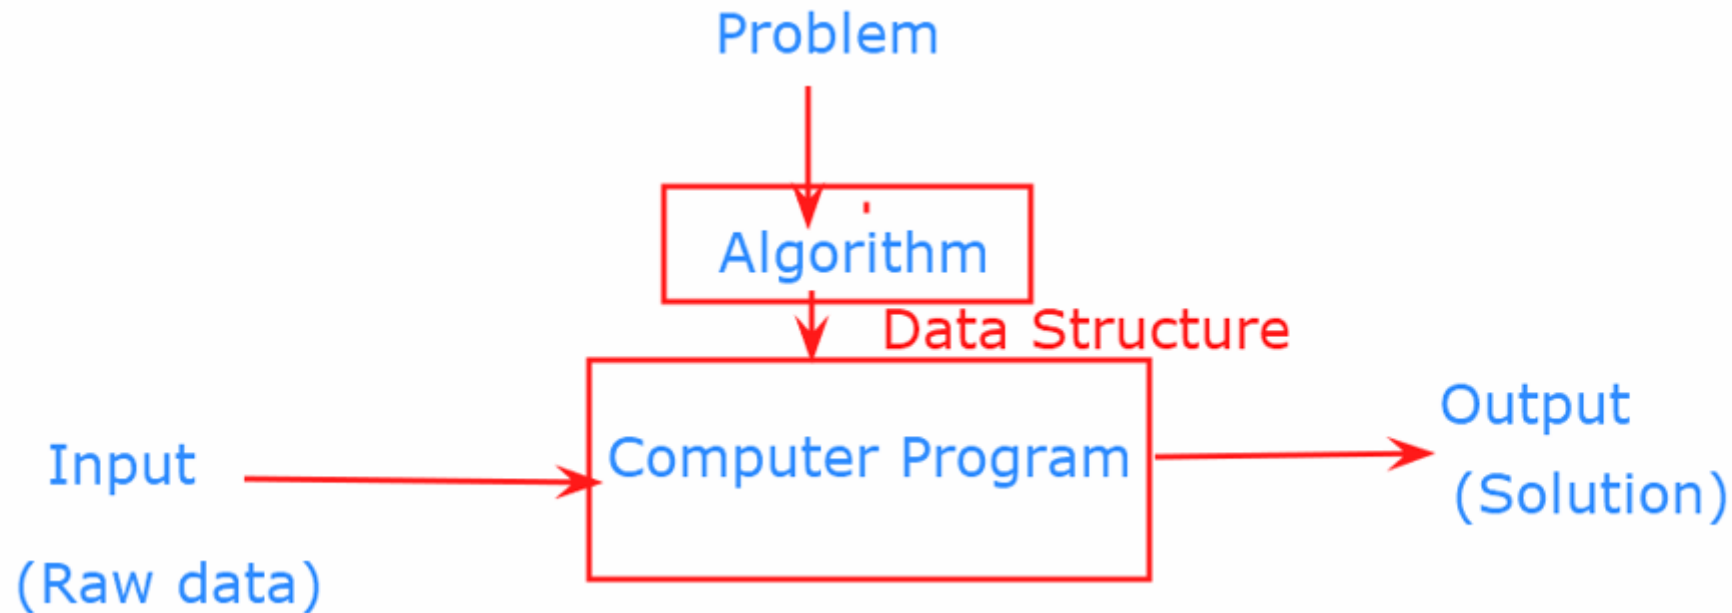 Problem
Algorithm
Data Structure
Computer Program
Input
(Raw data)
Output
(Solution)